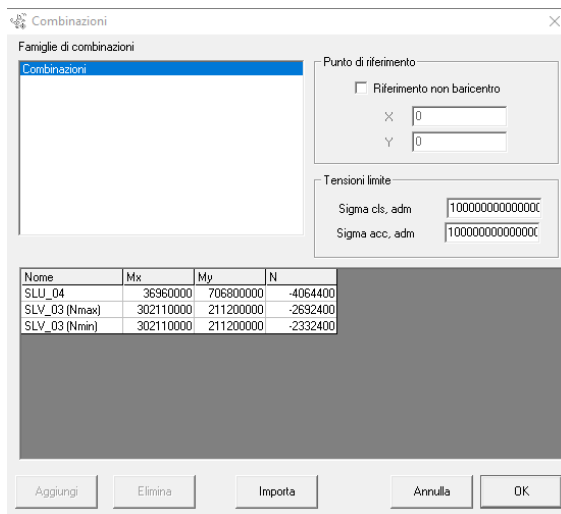 Combinazioni
Famiglie di combinazioni
Combinazioni
Punto di riferimento
Riferimento non baricentro
X 0
Y 0
Tensioni limite
Sigma cls, adm 10000000000000
Sigma acc, adm 10000000000000
Nome Mx My N
SLU_04 36960000 706800000 -4064400
SLV_03 (Nmax) 302110000 211200000 -2692400
SLV_03 (Nmin) 302110000 211200000 -2332400
Aggiungi Elimina Importa Annulla OK